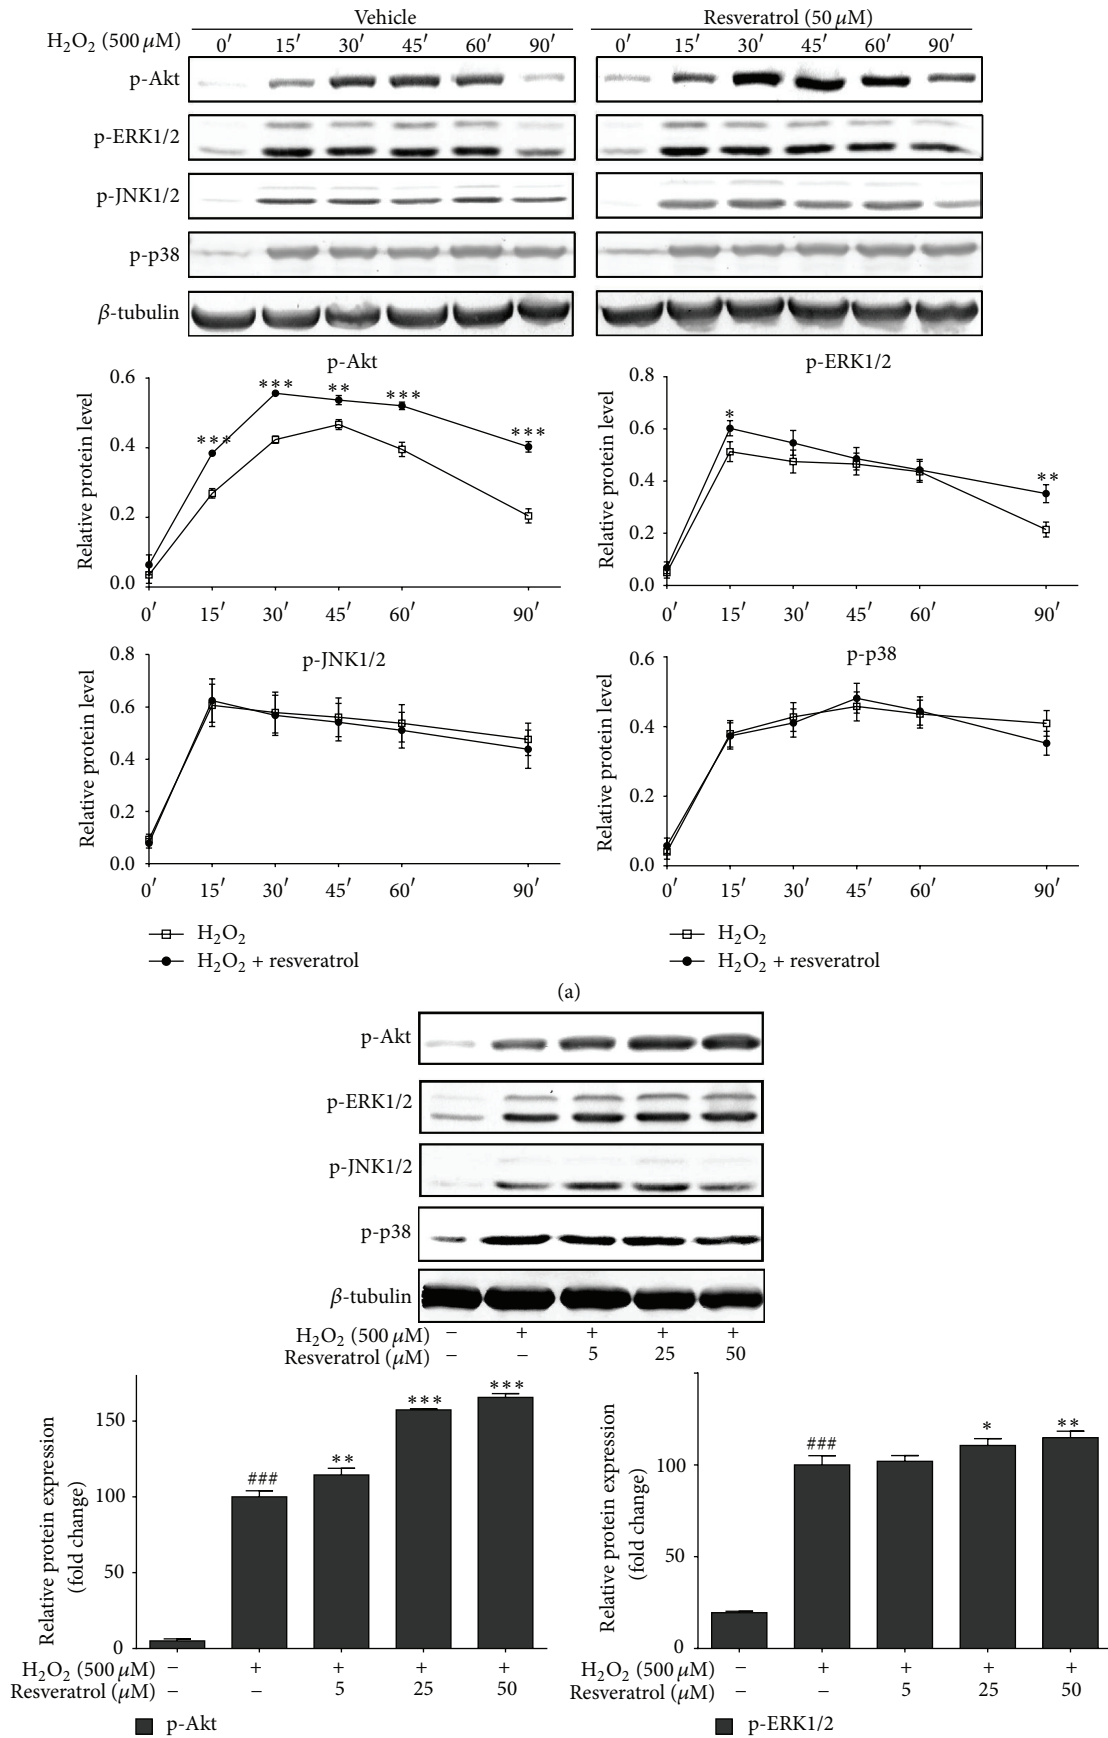 Vehicle Resveratrol (50 μM)
H2O2 (500 μM) 0′ 15′ 30′ 45′ 60′ 90′ 0′ 15′ 30′ 45′ 60′ 90′
p-Akt
p-ERK1/2
p-JNK1/2
p-p38
β-tubulin
p-Akt
Relative protein level
0.6
0.4
0.2
0.0
*** *** ** *** ***
0′ 15′ 30′ 45′ 60′ 90′
p-ERK1/2
Relative protein level
0.8
0.6
0.4
0.2
0.0
* **
0′ 15′ 30′ 45′ 60′ 90′
p-JNK1/2
Relative protein level
0.8
0.6
0.4
0.2
0.0
0′ 15′ 30′ 45′ 60′ 90′
H2O2
H2O2 + resveratrol
p-p38
Relative protein level
0.6
0.4
0.2
0.0
0′ 15′ 30′ 45′ 60′ 90′
H2O2
H2O2 + resveratrol
(a)
p-Akt
p-ERK1/2
p-JNK1/2
p-p38
β-tubulin
H2O2 (500 μM) − + + + +
Resveratrol (μM) − − 5 25 50
Relative protein expression
(fold change)
150
100
50
0
### ** *** ***
H2O2 (500 μM) − + + + +
Resveratrol (μM) − − 5 25 50
p-Akt
Relative protein expression
(fold change)
100
50
0
### * **
H2O2 (500 μM) − + + + +
Resveratrol (μM) − − 5 25 50
p-ERK1/2